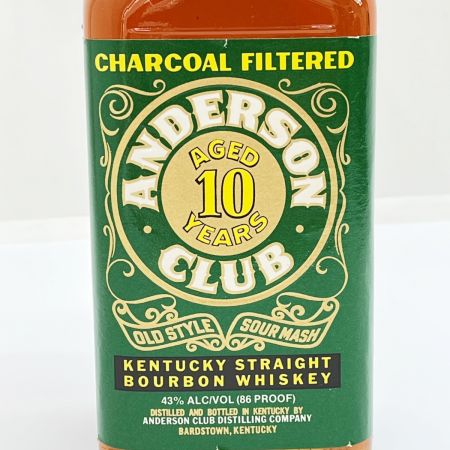 CHARCOAL FILTERED
ANDERSON
AGED
10
YEARS
CLUB
OLD STYLE SOUR MASH
KENTUCKY STRAIGHT
BOURBON WHISKEY
43% ALC/VOL (86 PROOF)
DISTILLED AND BOTTLED IN KENTUCKY BY
ANDERSON CLUB DISTILLING COMPANY
BARDSTOWN, KENTUCKY